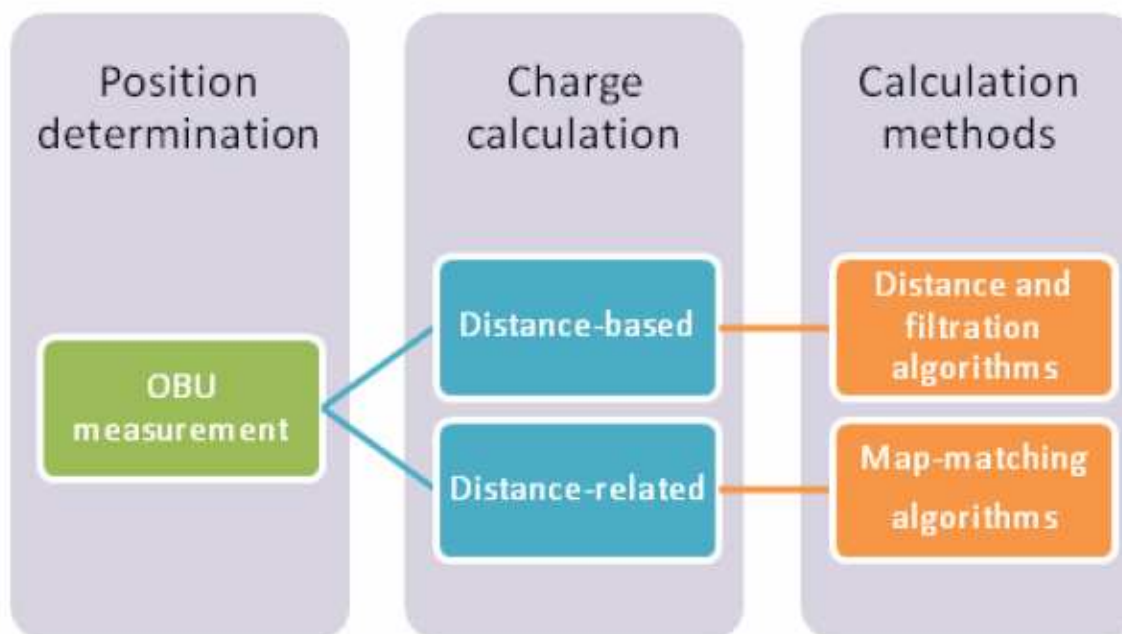 Position
determination
Charge
calculation
Calculation
methods
OBU
measurement
Distance-based
Distance-related
Distance and
filtration
algorithms
Map-matching
algorithms